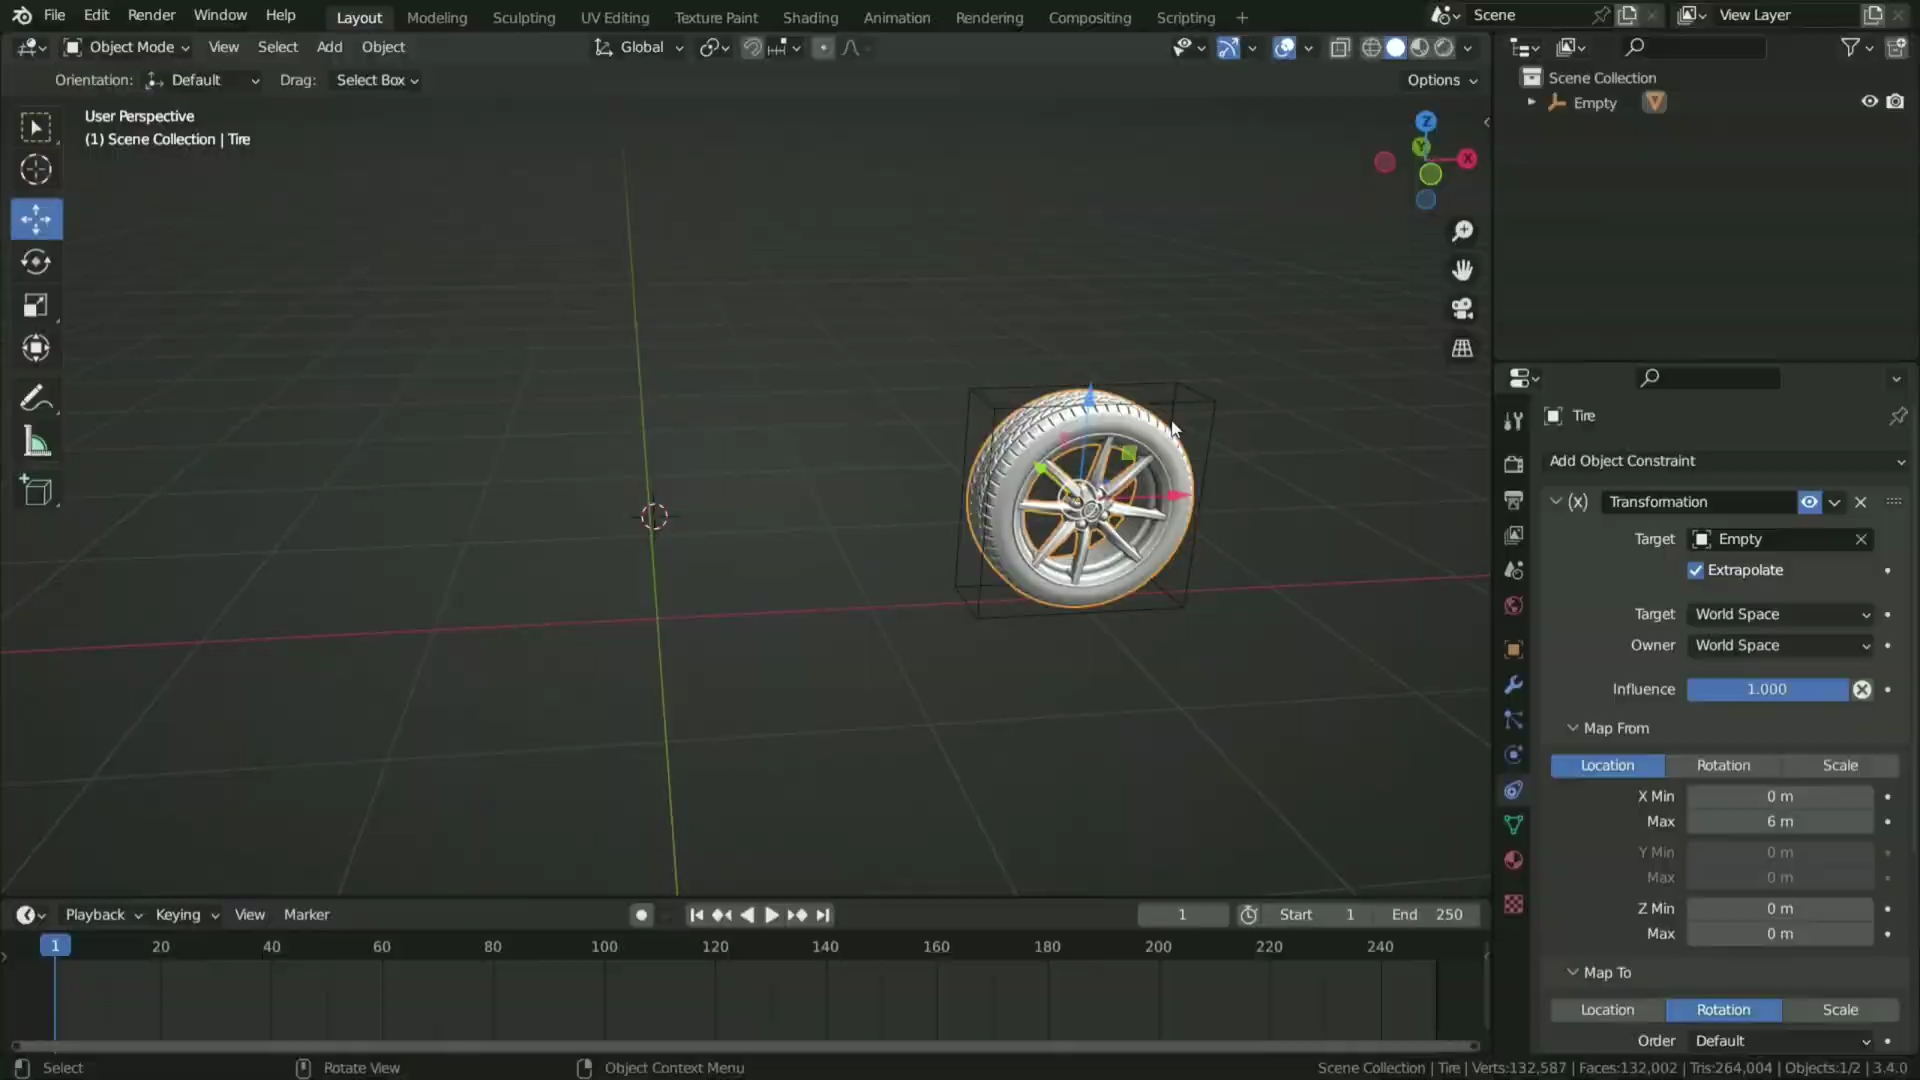 File Edit Render Window Help Layout Modeling Sculpting UV Editing Texture Paint Shading Animation Rendering Compositing Scripting + Scene View Layer
Object Mode View Select Add Object Global
Orientation: Default Drag: Select Box Options
User Perspective
(1) Scene Collection | Tire
Z
Y
X
Scene Collection
Empty
Tire
Add Object Constraint
Transformation
Target Empty
Extrapolate
Target World Space
Owner World Space
Influence 1.000
Map From
Location Rotation Scale
X Min 0 m
Max 6 m
Y Min 0 m
Max 0 m
Z Min 0 m
Max 0 m
Map To
Location Rotation Scale
Order Default
Playback Keying View Marker 1 Start 1 End 250
1 20 40 60 80 100 120 140 160 180 200 220 240
Select Rotate View Object Context Menu Scene Collection | Tire | Verts:132,587 | Faces:132,002 | Tris:264,004 | Objects:1/2 | 3.4.0